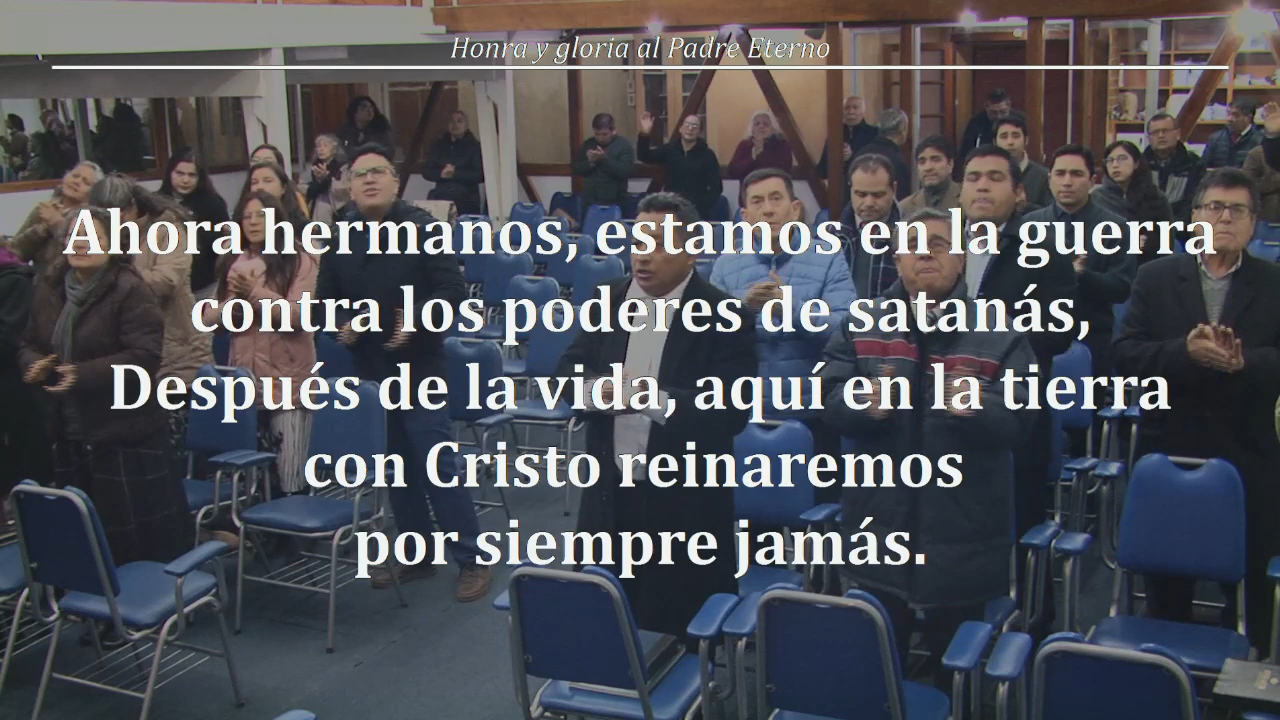 Honra y gloria al Padre Eterno
Ahora hermanos, estamos en la guerra
contra los poderes de satanás,
Después de la vida, aquí en la tierra
con Cristo reinaremos
por siempre jamás.